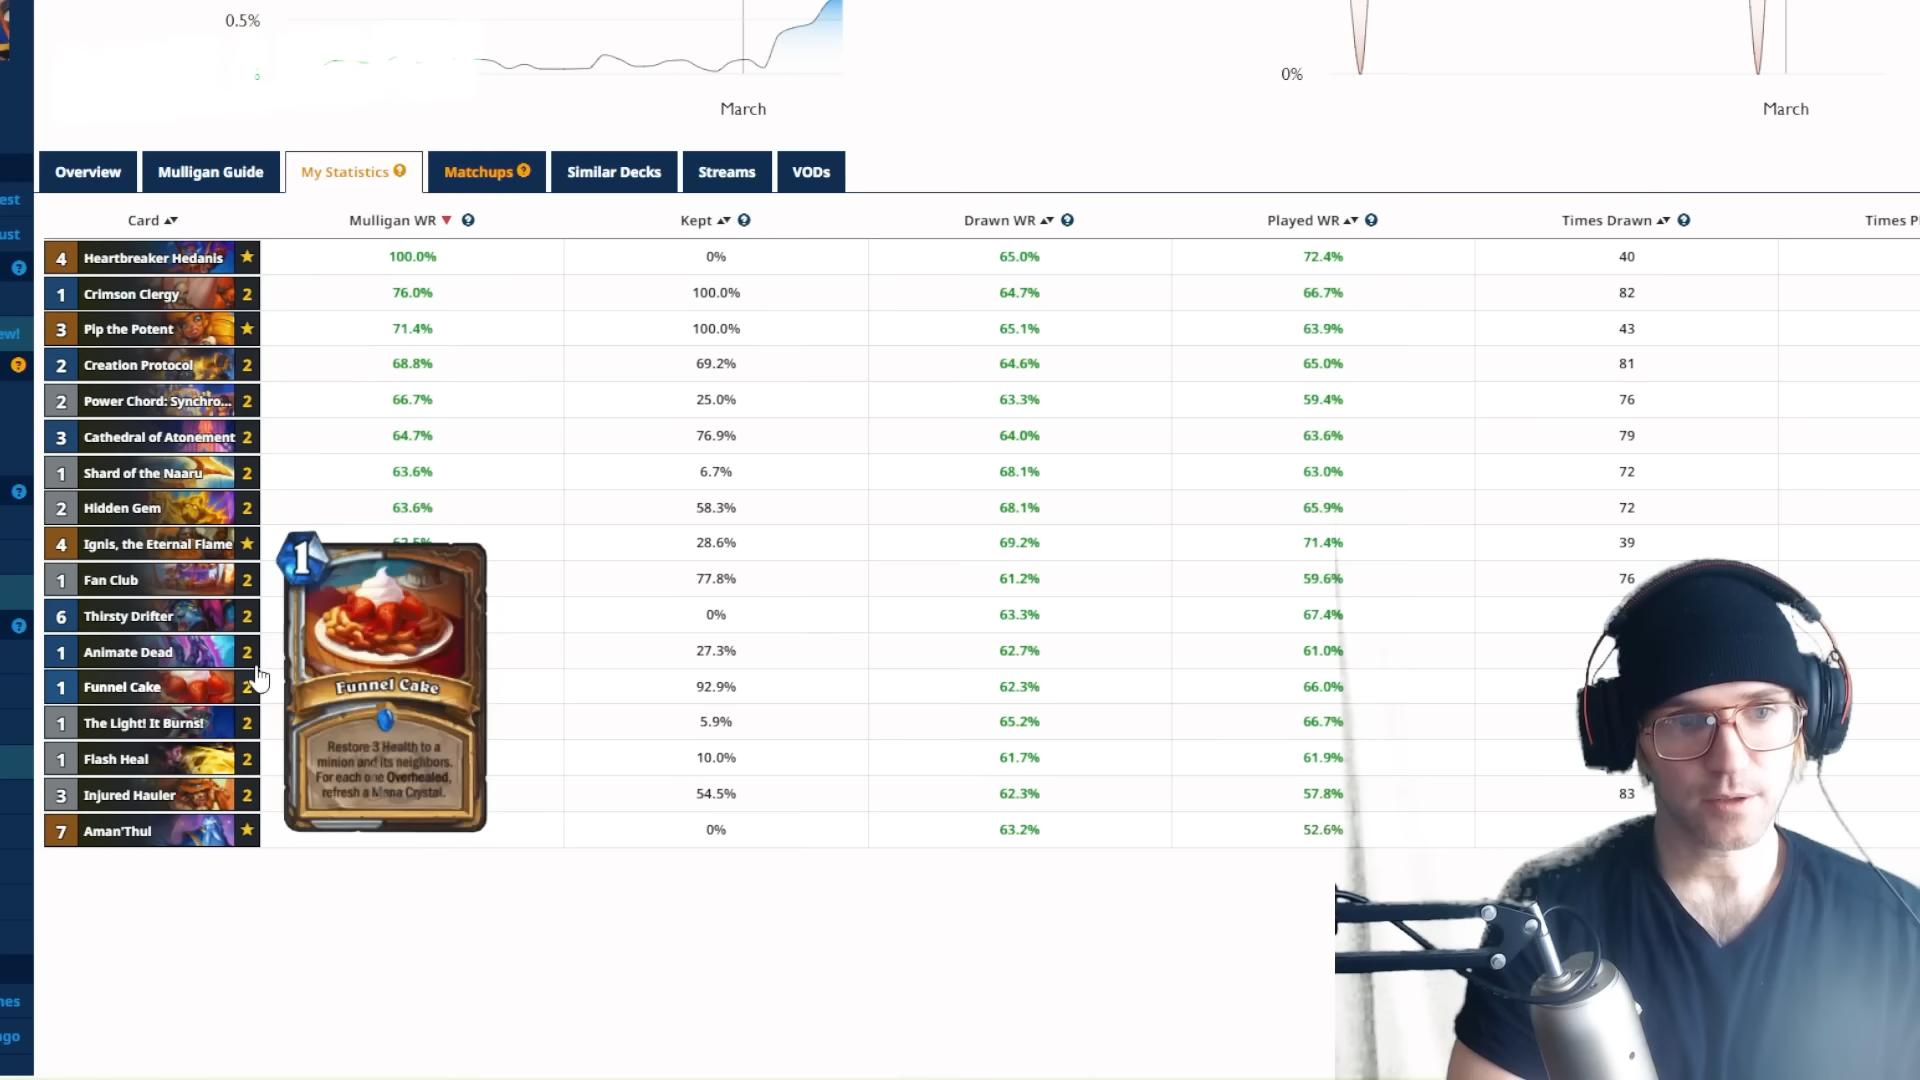 0.5%
0%
March
March
est
ust
ew!
nes
ago
Overview
Mulligan Guide
My Statistics
Matchups
Similar Decks
Streams
VODs
Card Mulligan WR Kept Drawn WR Played WR Times Drawn Times P
4 Heartbreaker Hedanis 100.0% 0% 65.0% 72.4% 40
1 Crimson Clergy 2 76.0% 100.0% 64.7% 66.7% 82
3 Pip the Potent 71.4% 100.0% 65.1% 63.9% 43
2 Creation Protocol 2 68.8% 69.2% 64.6% 65.0% 81
2 Power Chord: Synchro... 2 66.7% 25.0% 63.3% 59.4% 76
3 Cathedral of Atonement 2 64.7% 76.9% 64.0% 63.6% 79
1 Shard of the Naaru 2 63.6% 6.7% 68.1% 63.0% 72
2 Hidden Gem 2 63.6% 58.3% 68.1% 65.9% 72
4 Ignis, the Eternal Flame 28.6% 69.2% 71.4% 39
1 Fan Club 2 77.8% 61.2% 59.6% 76
6 Thirsty Drifter 2 0% 63.3% 67.4%
1 Animate Dead 2 27.3% 62.7% 61.0%
1 Funnel Cake 2 92.9% 62.3% 66.0%
1 The Light! It Burns! 2 5.9% 65.2% 66.7%
1 Flash Heal 2 10.0% 61.7% 61.9%
3 Injured Hauler 2 54.5% 62.3% 57.8% 83
7 Aman'Thul 0% 63.2% 52.6%
1
Funnel Cake
Restore 3 Health to a
minion and its neighbors.
For each one Overhealed,
refresh a Mana Crystal.